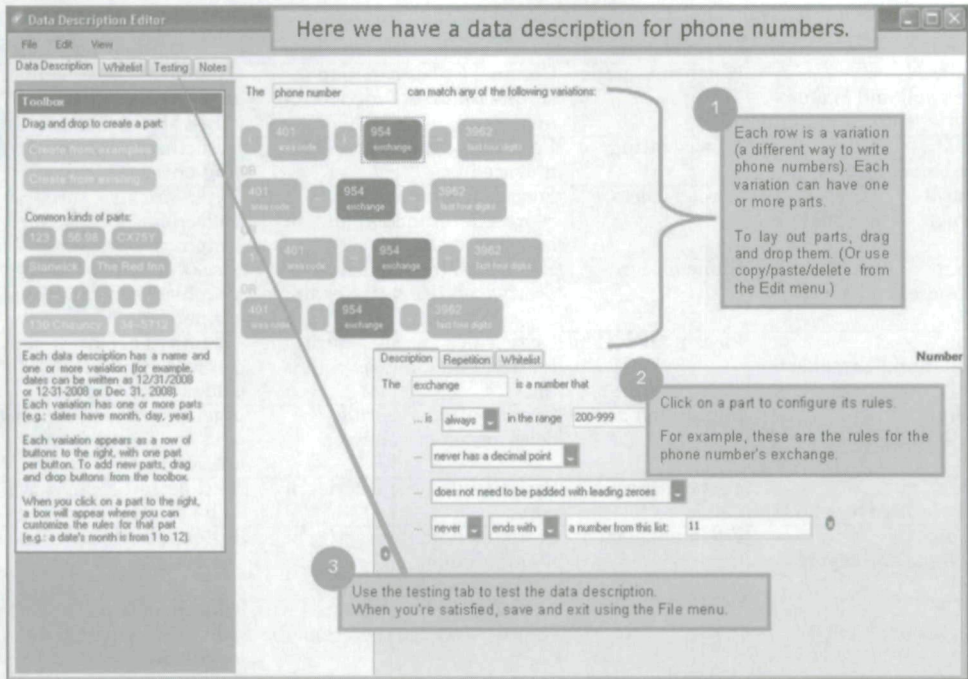 Data Description Editor
Here we have a data description for phone numbers.
File Edit View
Data Description Whitelist Testing Notes
Toolbox
Drag and drop to create a part:
Create from examples
Create from existing
Common kinds of parts:
123 56.98 CX75Y
Starwick The Red Inn
130 Chauncy 34-5712
Each data description has a name and
one or more variation (for example,
dates can be written as 12/31/2008
or 12-31-2008 or Dec 31, 2008).
Each variation has one or more parts
(e.g.: dates have month, day, year).
Each variation appears as a row of
buttons to the right, with one part
per button. To add new parts, drag
and drop buttons from the toolbox.
When you click on a part to the right,
a box will appear where you can
customize the rules for that part
(e.g.: a date's month is from 1 to 12).
The phone number can match any of the following variations:
( 401 ) 954 - 3962
area code exchange last four digits
OR
401 - 954 - 3962
area code exchange last four digits
OR
401 - 954 - 3962
area code exchange last four digits
OR
401 - 954 - 3962
area code exchange last four digits
1
Each row is a variation
(a different way to write
phone numbers). Each
variation can have one
or more parts.
To lay out parts, drag
and drop them. (Or use
copy/paste/delete from
the Edit menu.)
Description Repetition Whitelist
Number
The exchange is a number that
... is always in the range 200-999
... never has a decimal point
... does not need to be padded with leading zeroes
... never ends with a number from this list: 11
2
Click on a part to configure its rules.
For example, these are the rules for the
phone number's exchange.
3
Use the testing tab to test the data description.
When you're satisfied, save and exit using the File menu.